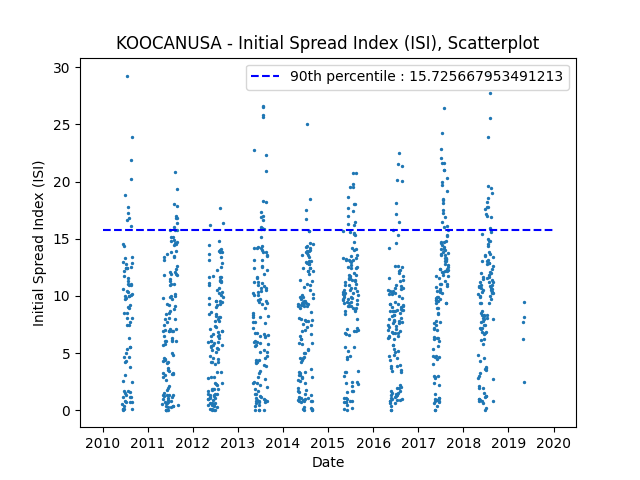 KOOCANUSA - Initial Spread Index (ISI), Scatterplot
90th percentile : 15.725667953491213
30
25
20
15
10
5
0
Initial Spread Index (ISI)
2010 2011 2012 2013 2014 2015 2016 2017 2018 2019 2020
Date